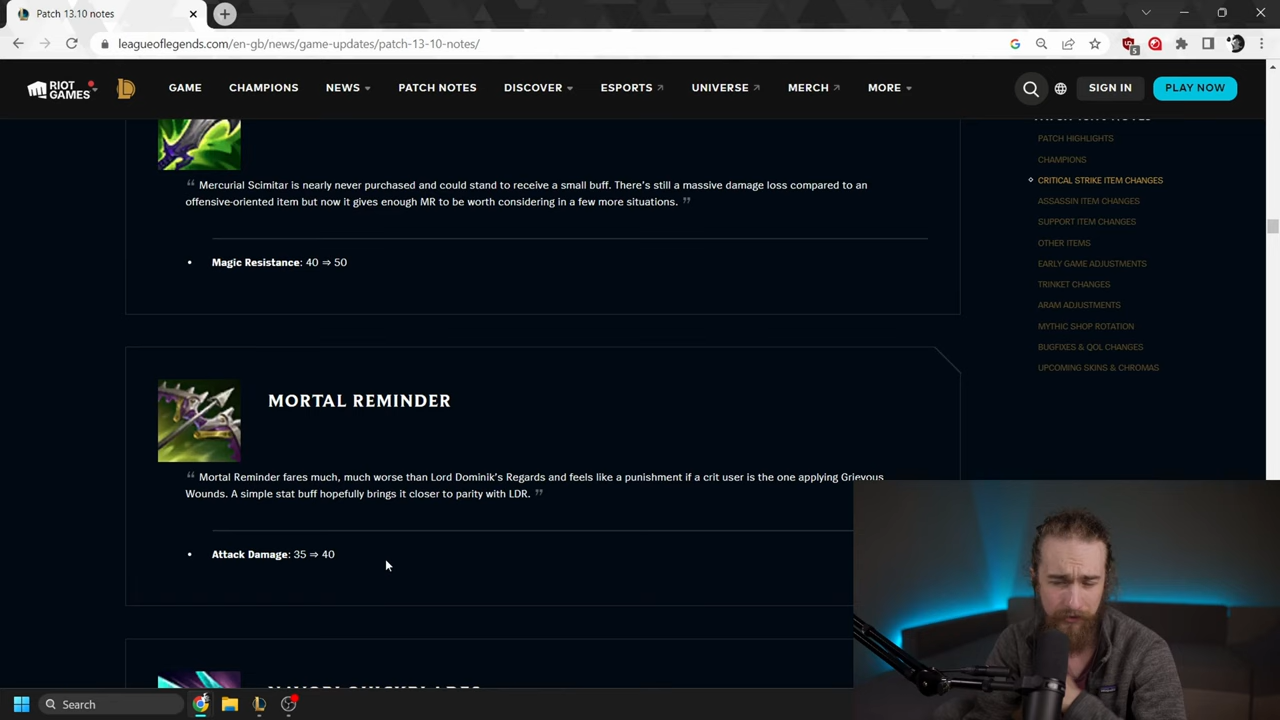 Patch 13.10 notes
leagueoflegends.com/en-gb/news/game-updates/patch-13-10-notes/
5
RIOT GAMES
GAME
CHAMPIONS
NEWS
PATCH NOTES
DISCOVER
ESPORTS
UNIVERSE
MERCH
MORE
SIGN IN
PLAY NOW
PATCH HIGHLIGHTS
CHAMPIONS
CRITICAL STRIKE ITEM CHANGES
ASSASSIN ITEM CHANGES
SUPPORT ITEM CHANGES
OTHER ITEMS
EARLY GAME ADJUSTMENTS
TRINKET CHANGES
ARAM ADJUSTMENTS
MYTHIC SHOP ROTATION
BUGFIXES & QOL CHANGES
UPCOMING SKINS & CHROMAS
“ Mercurial Scimitar is nearly never purchased and could stand to receive a small buff. There's still a massive damage loss compared to an
offensive-oriented item but now it gives enough MR to be worth considering in a few more situations. ”
• Magic Resistance: 40 ⇒ 50
MORTAL REMINDER
“ Mortal Reminder fares much, much worse than Lord Dominik's Regards and feels like a punishment if a crit user is the one applying Grievous
Wounds. A simple stat buff hopefully brings it closer to parity with LDR. ”
• Attack Damage: 35 ⇒ 40
Search